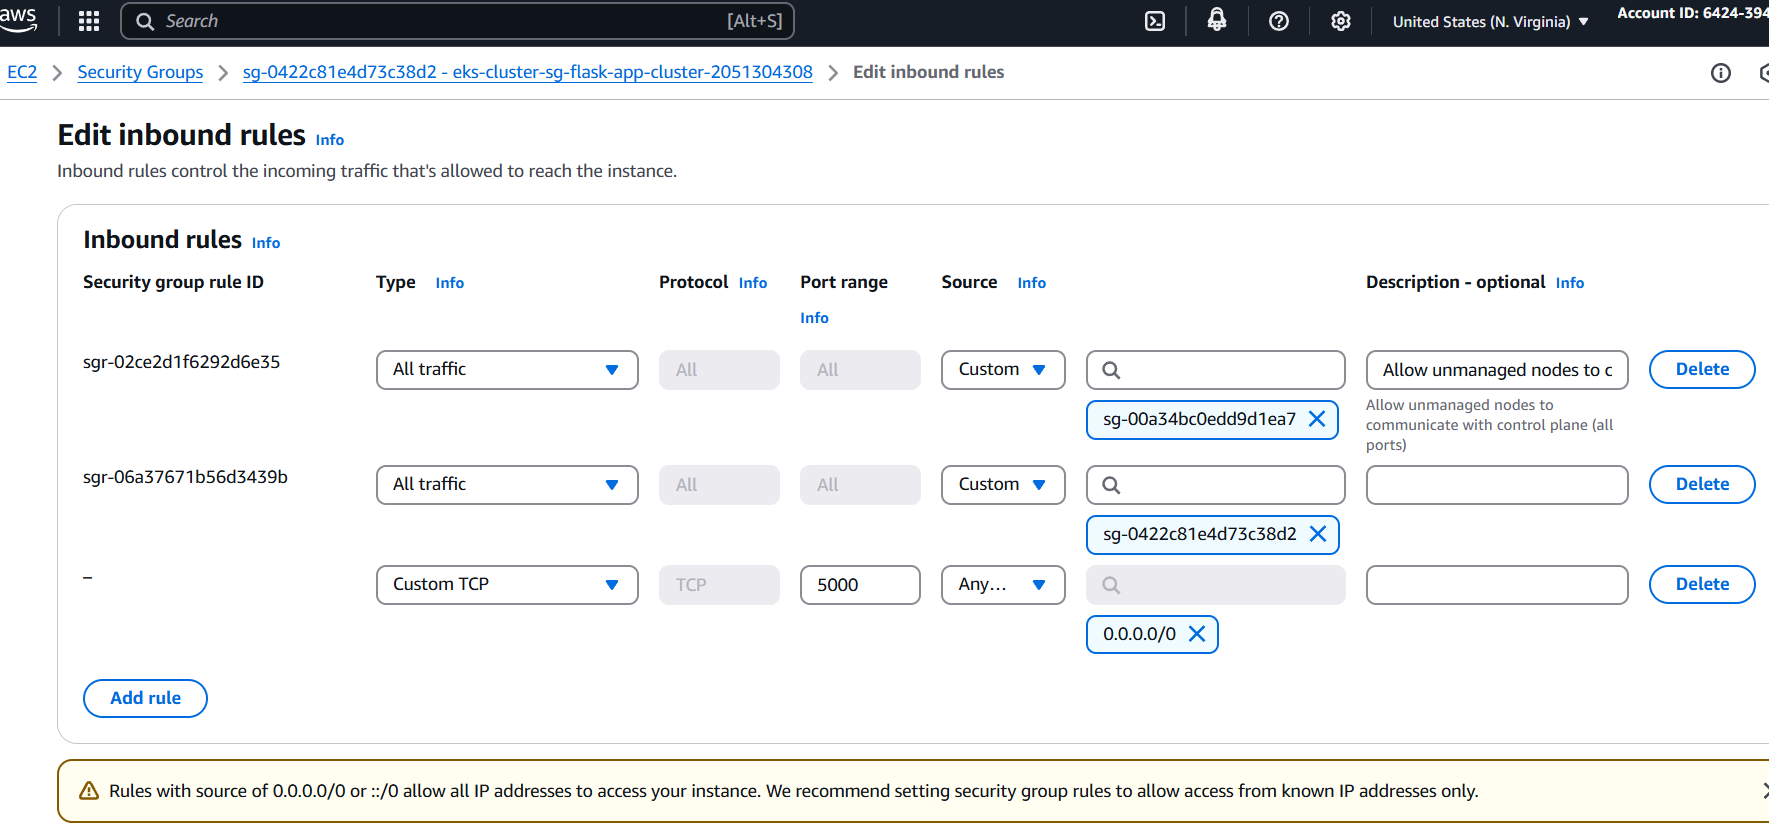 aws
Search [Alt+S]
United States (N. Virginia)
Account ID: 6424-394
EC2 Security Groups sg-0422c81e4d73c38d2 - eks-cluster-sg-flask-app-cluster-2051304308 Edit inbound rules
Edit inbound rules Info
Inbound rules control the incoming traffic that's allowed to reach the instance.
Inbound rules Info
Security group rule ID Type Info Protocol Info Port range Source Info Description - optional Info
Info
sgr-02ce2d1f6292d6e35 All traffic All All Custom Allow unmanaged nodes to c Delete
sg-00a34bc0edd9d1ea7
Allow unmanaged nodes to
communicate with control plane (all
ports)
sgr-06a37671b56d3439b All traffic All All Custom Delete
sg-0422c81e4d73c38d2
– Custom TCP TCP 5000 Any... Delete
0.0.0.0/0
Add rule
Rules with source of 0.0.0.0/0 or ::/0 allow all IP addresses to access your instance. We recommend setting security group rules to allow access from known IP addresses only.